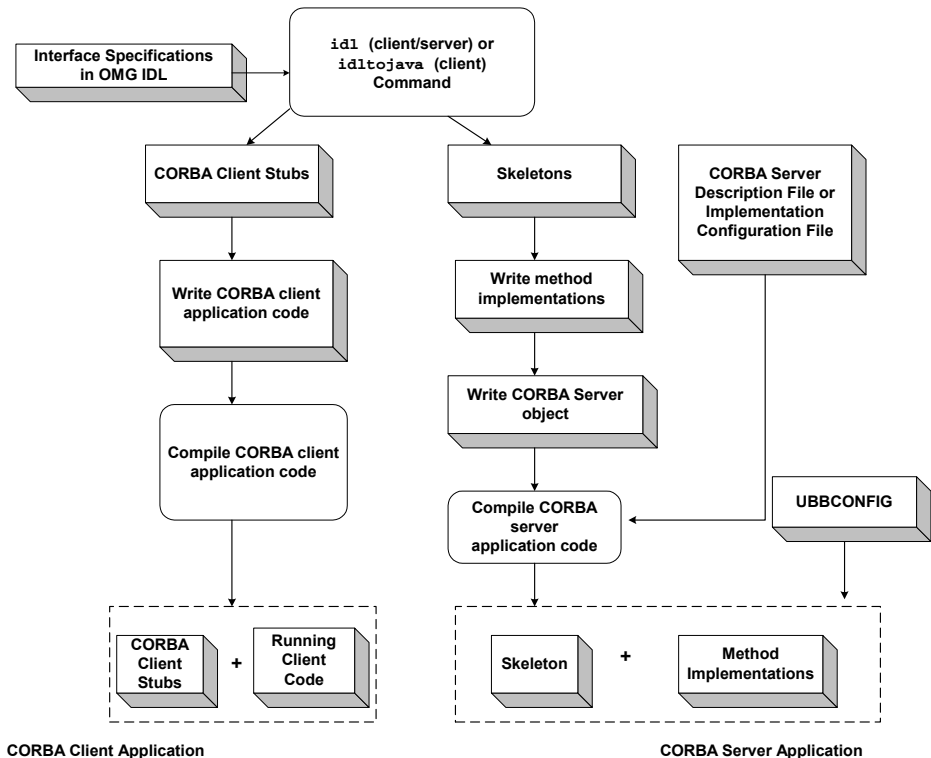 Interface Specifications
in OMG IDL
idl (client/server) or
idltojava (client)
Command
CORBA Client Stubs
Skeletons
CORBA Server
Description File or
Implementation
Configuration File
Write CORBA client
application code
Write method
implementations
Write CORBA Server
object
Compile CORBA client
application code
Compile CORBA
server
application code
UBBCONFIG
CORBA
Client
Stubs
+
Running
Client
Code
Skeleton
+
Method
Implementations
CORBA Client Application
CORBA Server Application